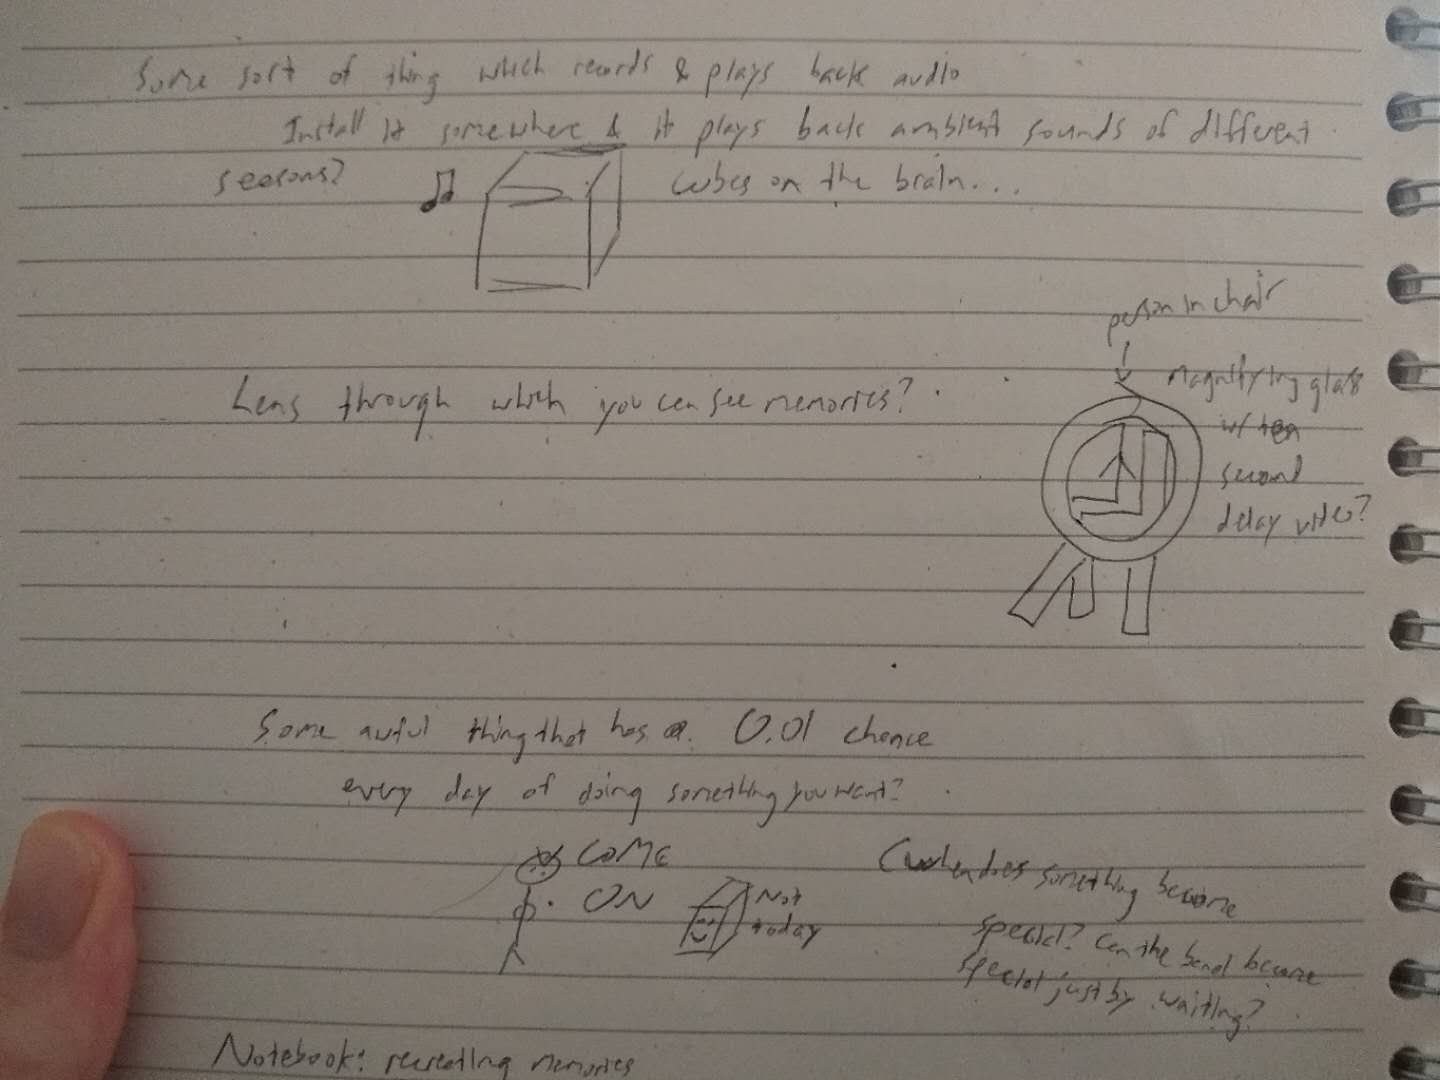 Some sort of thing which records & plays back audio
Install it somewhere & it plays back ambient sounds of different
seasons?
cubes on the brain...
person in chair
Lens through which you can see memories?
magnifying glass
w/ ten
second
delay video?
Some awful thing that has a 0.01 chance
every day of doing something you want?
COME
ON
Not
today
(when does something become
special? Can the banal become
special just by waiting?
Notebook: recreating memories